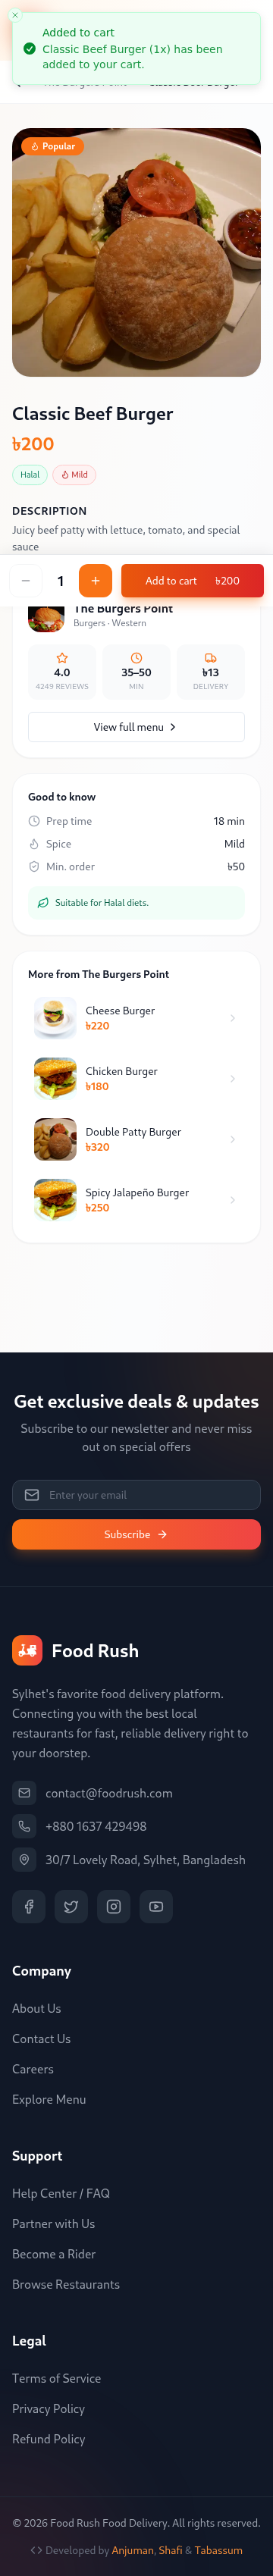 Added to cart
Classic Beef Burger (1x) has been
added to your cart.
Popular
Classic Beef Burger
৳200
Halal
Mild
DESCRIPTION
Juicy beef patty with lettuce, tomato, and special
sauce
1
Add to cart ৳200
The Burgers Point
Burgers · Western
4.0
4249 REVIEWS
35–50
MIN
৳13
DELIVERY
View full menu
Good to know
Prep time 18 min
Spice Mild
Min. order ৳50
Suitable for Halal diets.
More from The Burgers Point
Cheese Burger
৳220
Chicken Burger
৳180
Double Patty Burger
৳320
Spicy Jalapeño Burger
৳250
Get exclusive deals & updates
Subscribe to our newsletter and never miss
out on special offers
Enter your email
Subscribe
Food Rush
Sylhet's favorite food delivery platform.
Connecting you with the best local
restaurants for fast, reliable delivery right to
your doorstep.
contact@foodrush.com
+880 1637 429498
30/7 Lovely Road, Sylhet, Bangladesh
Company
About Us
Contact Us
Careers
Explore Menu
Support
Help Center / FAQ
Partner with Us
Become a Rider
Browse Restaurants
Legal
Terms of Service
Privacy Policy
Refund Policy
© 2026 Food Rush Food Delivery. All rights reserved.
Developed by Anjuman, Shafi & Tabassum